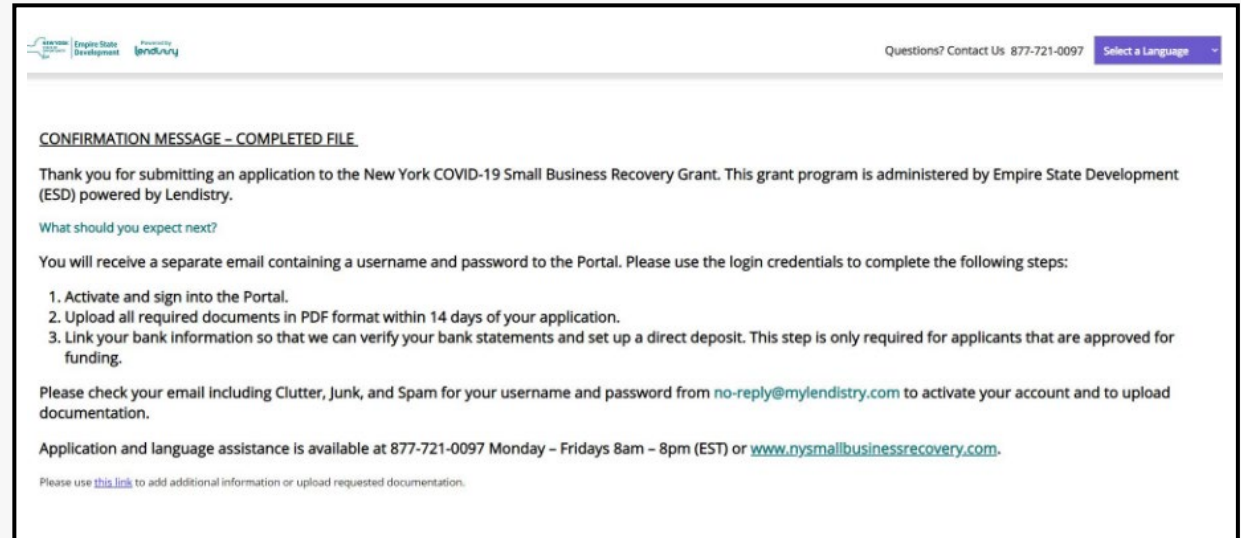 Empire State
Development
Powered by
lendistry
Questions? Contact Us 877-721-0097
Select a Language
CONFIRMATION MESSAGE – COMPLETED FILE
Thank you for submitting an application to the New York COVID-19 Small Business Recovery Grant. This grant program is administered by Empire State Development
(ESD) powered by Lendistry.
What should you expect next?
You will receive a separate email containing a username and password to the Portal. Please use the login credentials to complete the following steps:
1. Activate and sign into the Portal.
2. Upload all required documents in PDF format within 14 days of your application.
3. Link your bank information so that we can verify your bank statements and set up a direct deposit. This step is only required for applicants that are approved for
funding.
Please check your email including Clutter, Junk, and Spam for your username and password from no-reply@mylendistry.com to activate your account and to upload
documentation.
Application and language assistance is available at 877-721-0097 Monday – Fridays 8am – 8pm (EST) or www.nysmallbusinessrecovery.com.
Please use this link to add additional information or upload requested documentation.